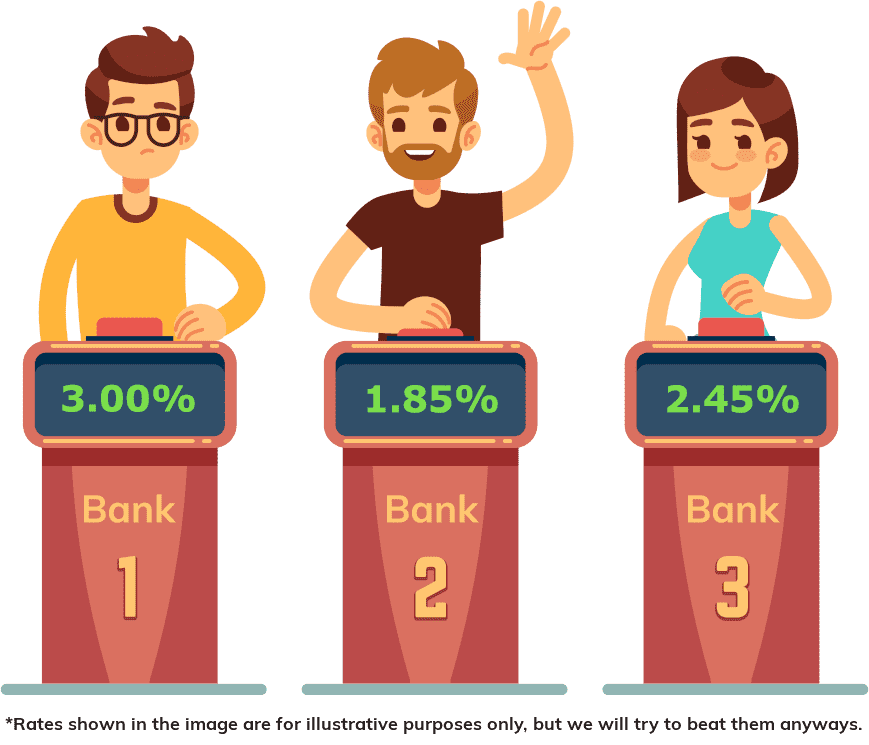 3.00%
1.85%
2.45%
Bank
1
Bank
2
Bank
3
*Rates shown in the image are for illustrative purposes only, but we will try to beat them anyways.